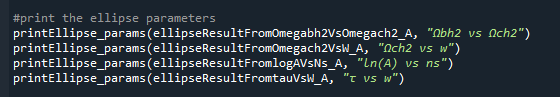 #print the ellipse parameters
printEllipse_params(ellipseResultFromOmegabh2VsOmegach2_A, "Ωbh2 vs Ωch2")
printEllipse_params(ellipseResultFromOmegach2VsW_A, "Ωch2 vs w")
printEllipse_params(ellipseResultFromlogAVsNs_A, "ln(A) vs ns")
printEllipse_params(ellipseResultFromtauVsW_A, "τ vs w")